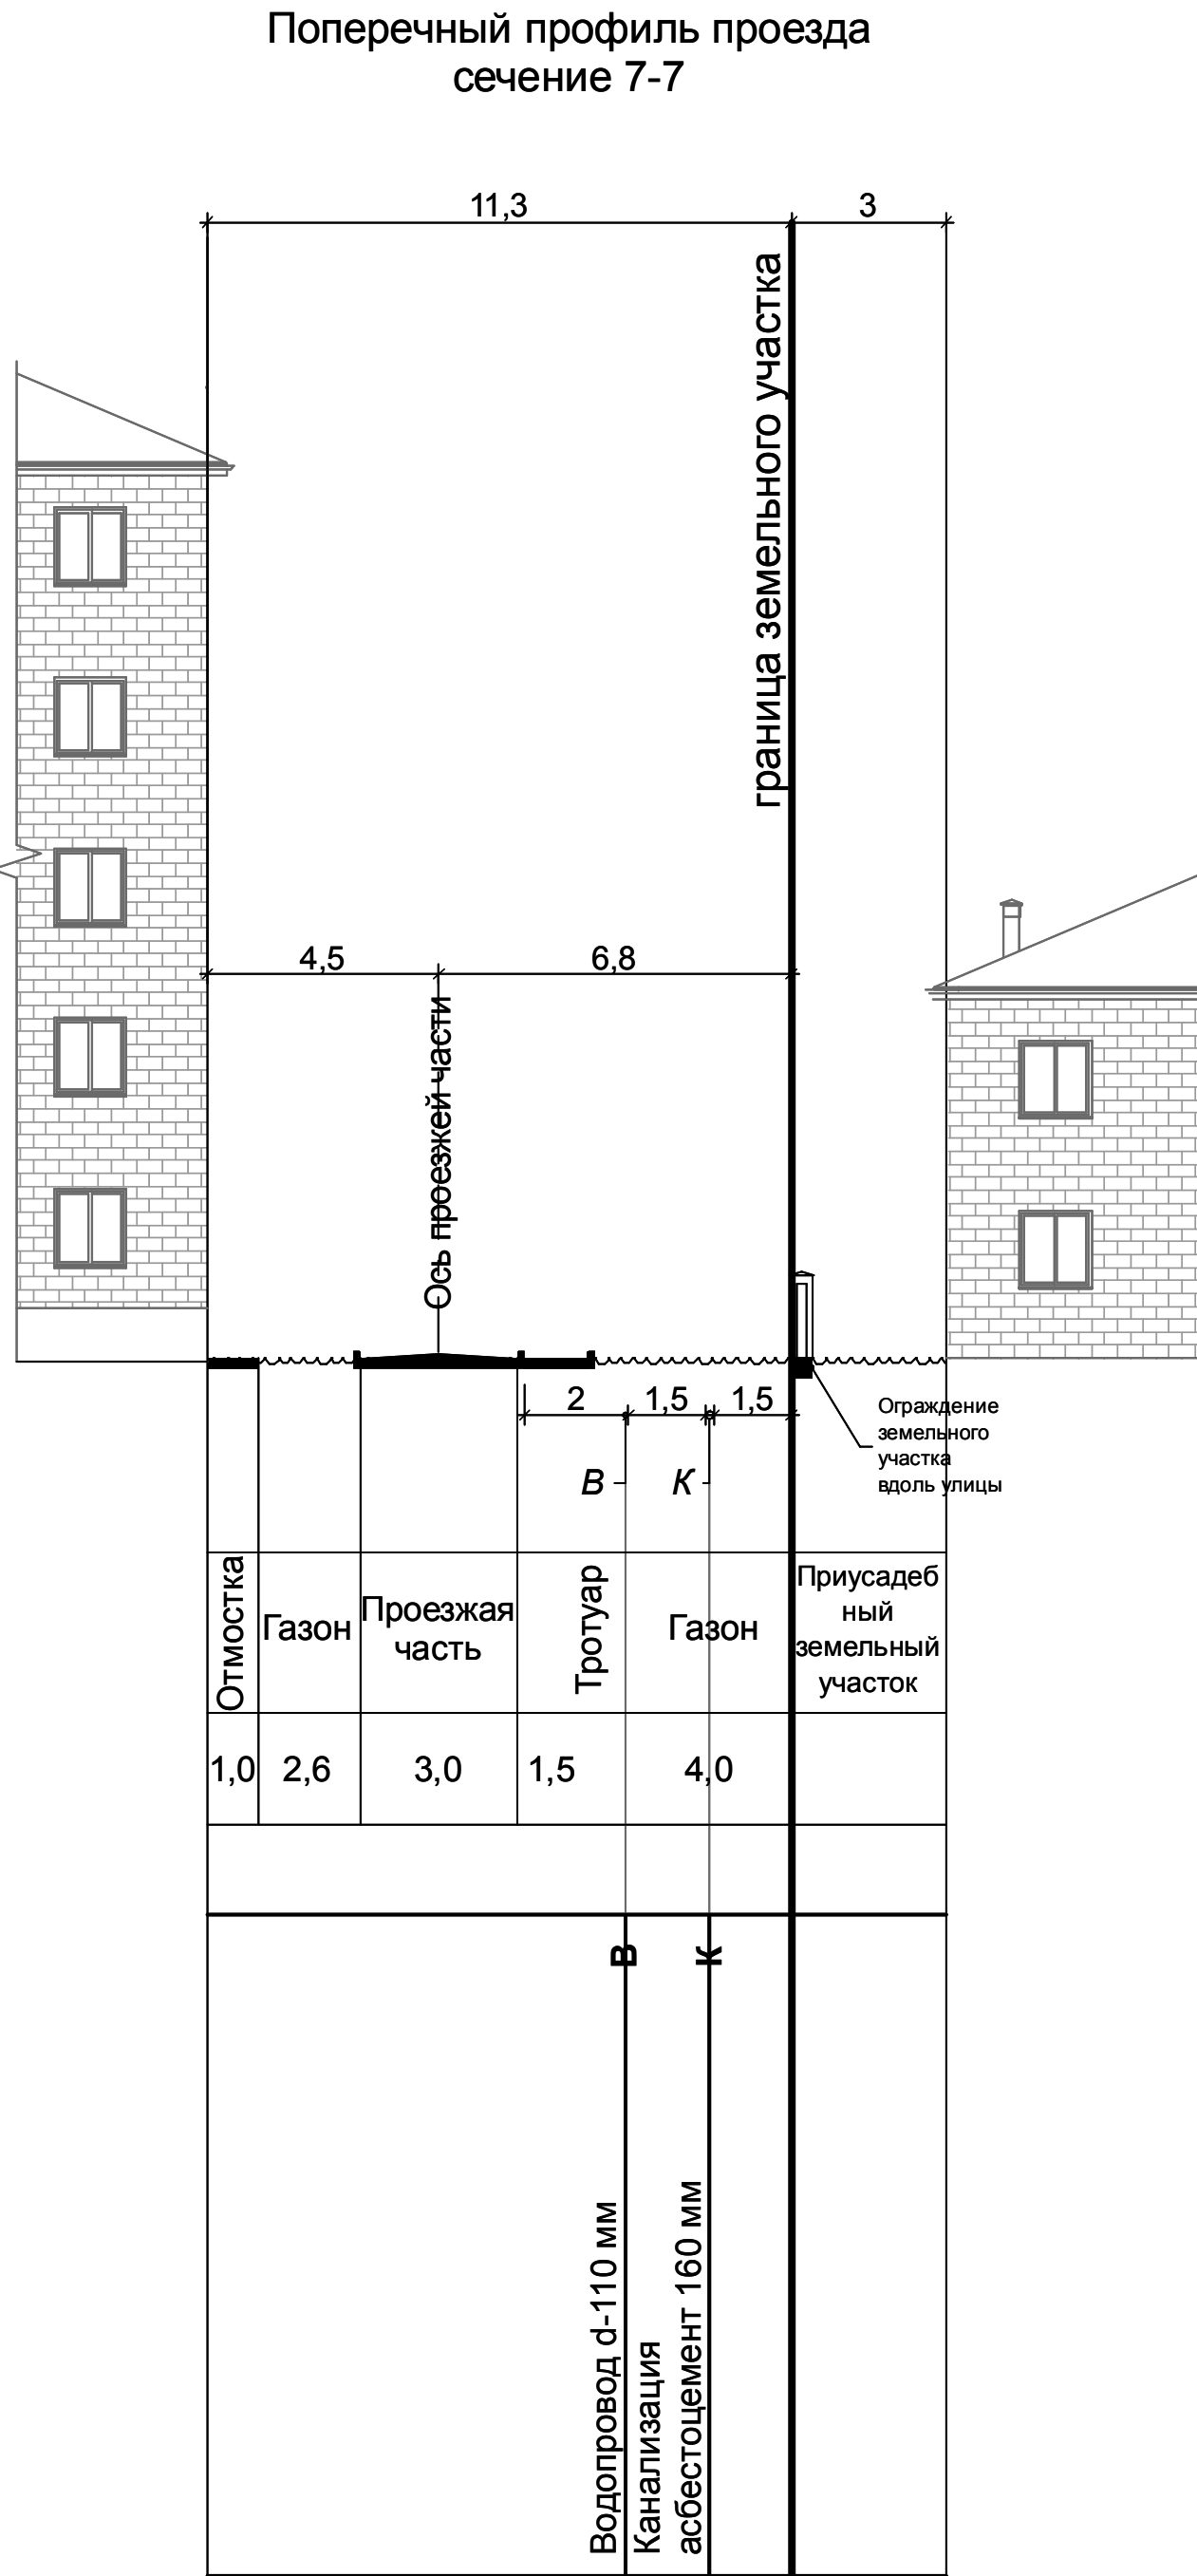 Поперечный профиль проезда
сечение 7-7
11,3
3
граница земельного участка
4,5
6,8
Ось проезжей части
2
1,5
1,5
Ограждение
земельного
участка
вдоль улицы
В
К
Отмостка
Газон
Проезжая
часть
Тротуар
Газон
Приусадеб
ный
земельный
участок
1,0
2,6
3,0
1,5
4,0
В
К
Водопровод d-110 мм
Канализация
асбестоцемент 160 мм